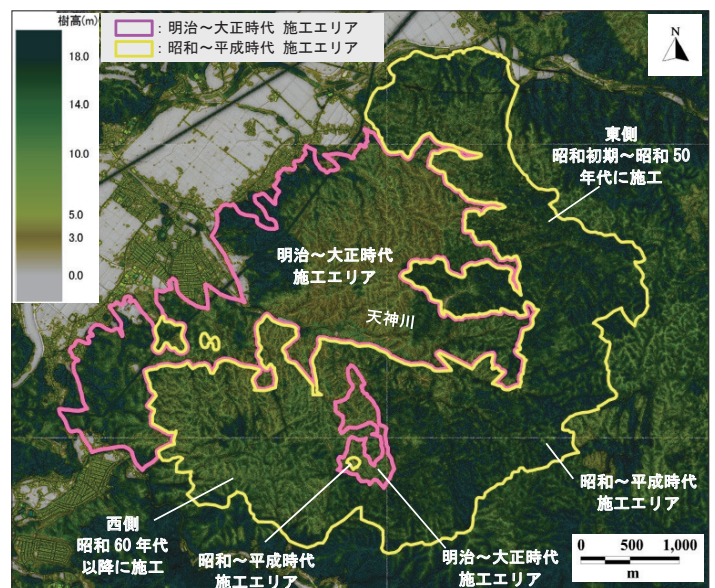 樹高(m)
18.0
14.0
10.0
5.0
3.0
0.0
：明治～大正時代 施工エリア
：昭和～平成時代 施工エリア
N
東側
昭和初期～昭和 50
年代に施工
明治～大正時代
施工エリア
天神川
昭和～平成時代
施工エリア
西側
昭和 60 年代
以降に施工
昭和～平成時代
施工エリア
明治～大正時代
施工エリア
0 500 1,000
m